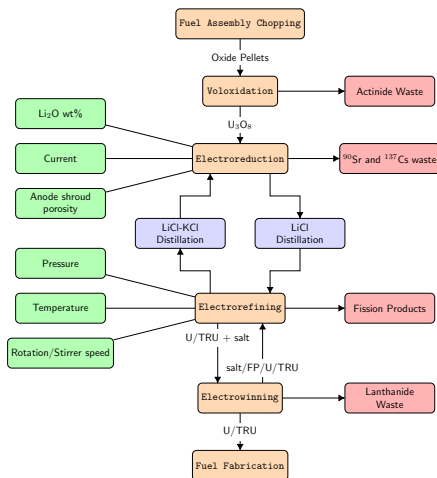 Fuel Assembly Chopping
Oxide Pellets
Voloxidation
Actinide Waste
U₃O₈
Li₂O wt%
Current
Anode shroud
porosity
Electroreduction
⁹⁰Sr and ¹³⁷Cs waste
LiCl-KCl
Distillation
LiCl
Distillation
Pressure
Temperature
Rotation/Stirrer speed
Electrorefining
Fission Products
U/TRU + salt
salt/FP/U/TRU
Electrowinning
Lanthanide
Waste
U/TRU
Fuel Fabrication